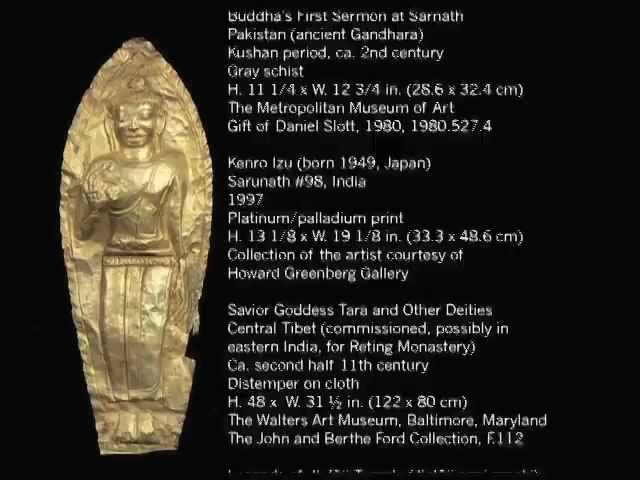 Buddha's First Sermon at Sarnath
Pakistan (ancient Gandhara)
Kushan period, ca. 2nd century
Gray schist
H. 11 1/4 x W. 12 3/4 in. (28.6 x 32.4 cm)
The Metropolitan Museum of Art
Gift of Daniel Slott, 1980, 1980.527.4
Kenro Izu (born 1949, Japan)
Sarunath #98, India
1997
Platinum/palladium print
H. 13 1/8 x W. 19 1/8 in. (33.3 x 48.6 cm)
Collection of the artist courtesy of
Howard Greenberg Gallery
Savior Goddess Tara and Other Deities
Central Tibet (commissioned, possibly in
eastern India, for Reting Monastery)
Ca. second half 11th century
Distemper on cloth
H. 48 x W. 31 ½ in. (122 x 80 cm)
The Walters Art Museum, Baltimore, Maryland
The John and Berthe Ford Collection, F.112